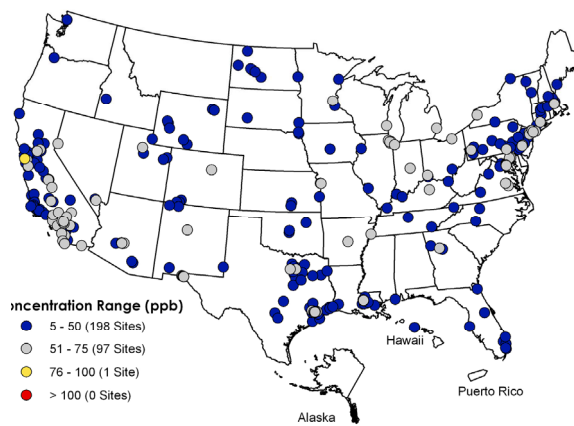 oncentration Range (ppb)
5 - 50 (198 Sites)
51 - 75 (97 Sites)
76 - 100 (1 Site)
> 100 (0 Sites)
Hawaii
Puerto Rico
Alaska